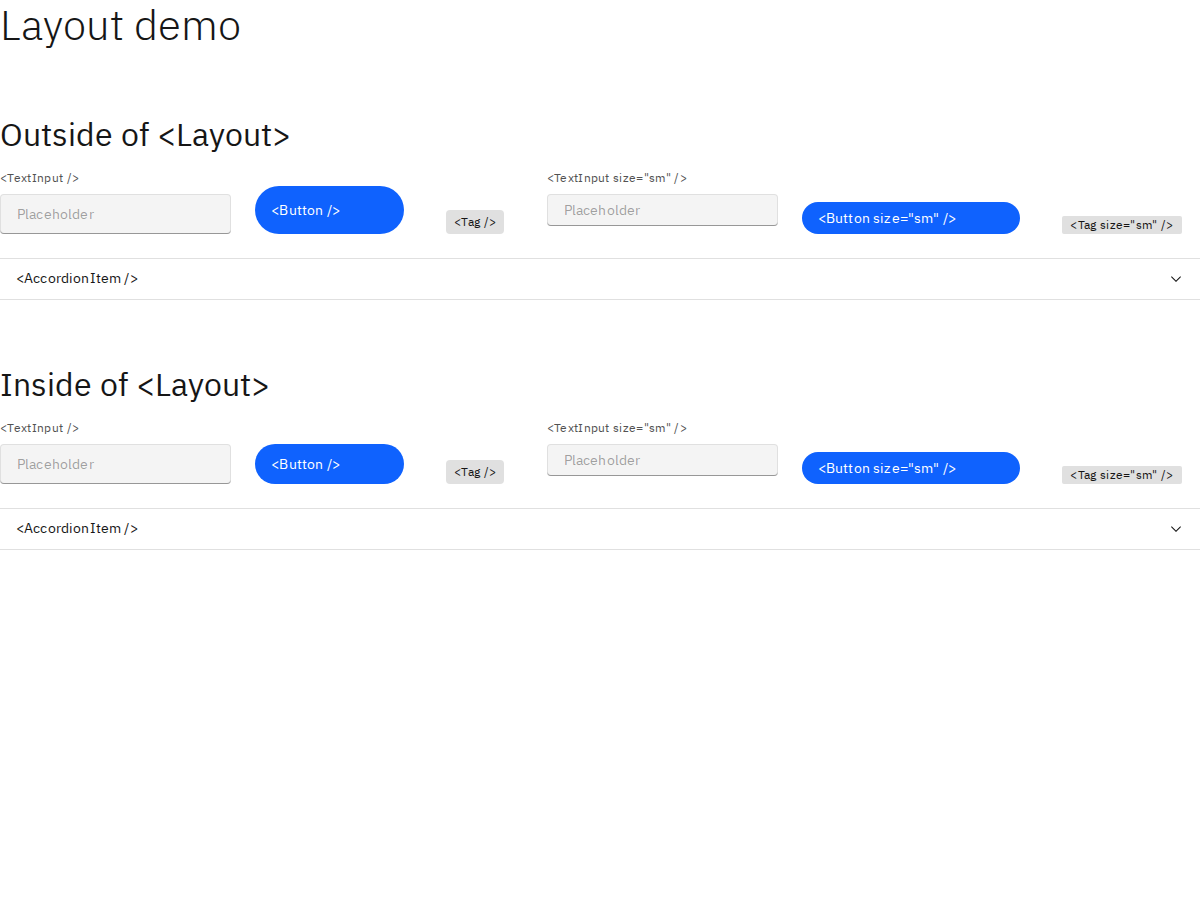 Layout demo
Outside of <Layout>
<TextInput />
Placeholder
<Button />
<Tag />
<TextInput size="sm" />
Placeholder
<Button size="sm" />
<Tag size="sm" />
<AccordionItem />
Inside of <Layout>
<TextInput />
Placeholder
<Button />
<Tag />
<TextInput size="sm" />
Placeholder
<Button size="sm" />
<Tag size="sm" />
<AccordionItem />